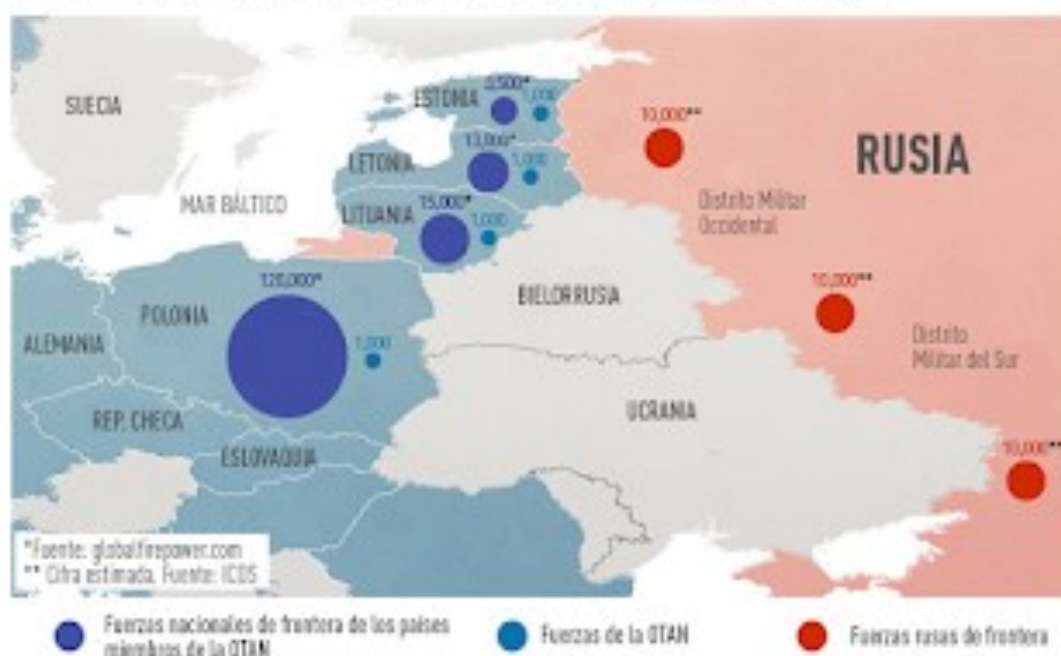 SUECIA
ESTONIA
1,000
LETONIA
13,000*
1,000
LITUANIA
15,000*
1,000
MAR BÁLTICO
10,000**
RUSIA
Distrito Militar
Occidental
120,000*
POLONIA
1,000
ALEMANIA
BIELORRUSIA
10,000**
Distrito
Militar del Sur
REP. CHECA
ESLOVAQUIA
UCRANIA
10,000**
*Fuente: globalfirepower.com
** Cifra estimada. Fuente: ICDS
Fuerzas nacionales de frontera de los países
miembros de la OTAN
Fuerzas de la OTAN
Fuerzas rusas de frontera